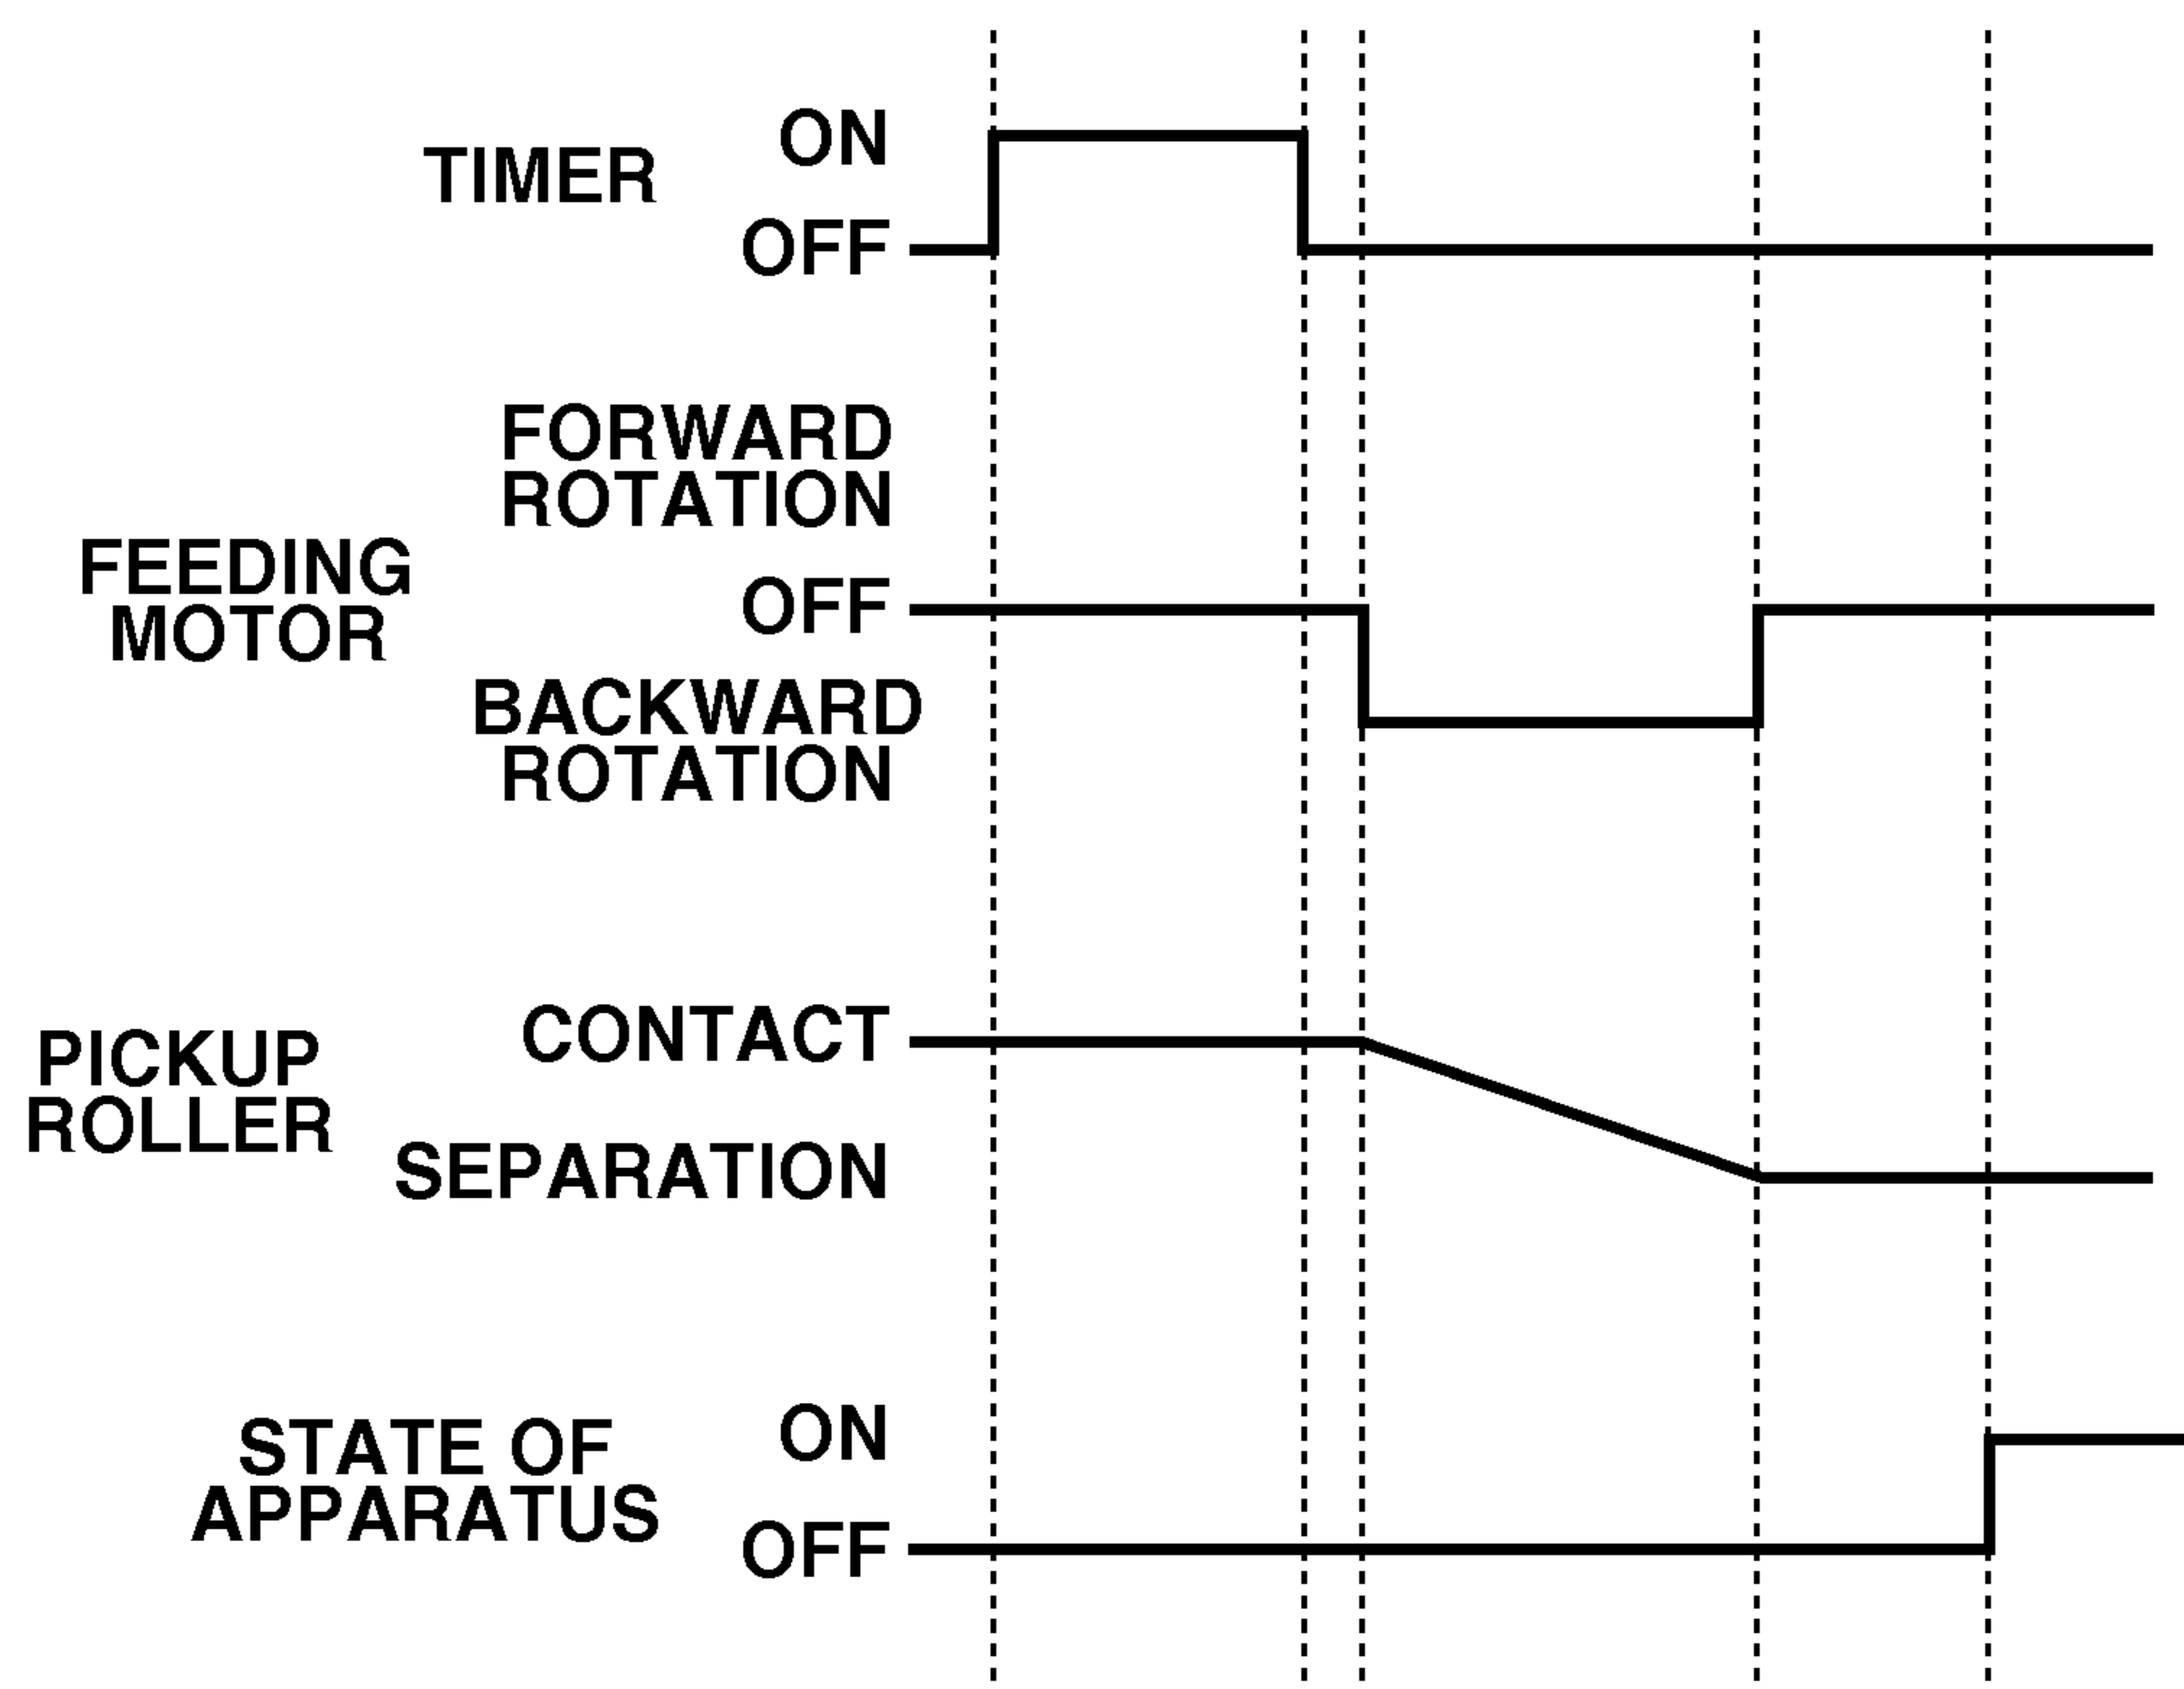 TIMER
ON
OFF
FEEDING
MOTOR
FORWARD
ROTATION
OFF
BACKWARD
ROTATION
PICKUP
ROLLER
CONTACT
SEPARATION
STATE OF
APPARATUS
ON
OFF